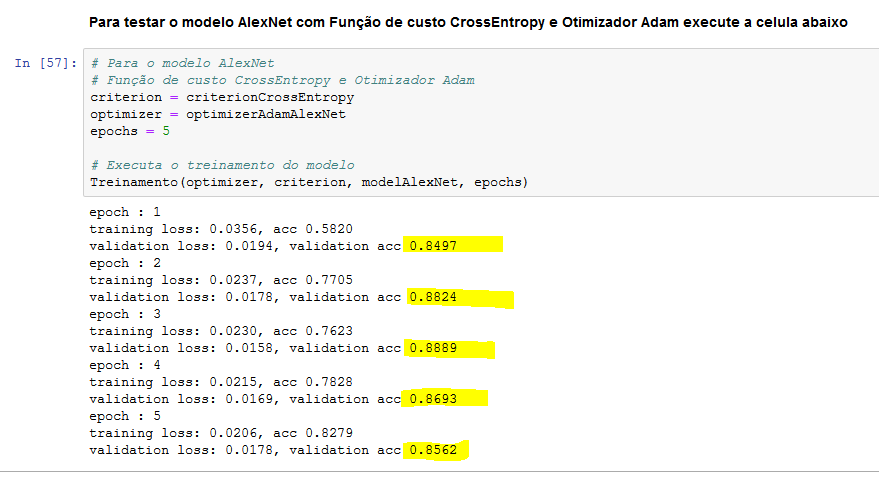 Para testar o modelo AlexNet com Função de custo CrossEntropy e Otimizador Adam execute a celula abaixo
In [57]: # Para o modelo AlexNet
# Função de custo CrossEntropy e Otimizador Adam
criterion = criterionCrossEntropy
optimizer = optimizerAdamAlexNet
epochs = 5
# Executa o treinamento do modelo
Treinamento(optimizer, criterion, modelAlexNet, epochs)
epoch : 1
training loss: 0.0356, acc 0.5820
validation loss: 0.0194, validation acc 0.8497
epoch : 2
training loss: 0.0237, acc 0.7705
validation loss: 0.0178, validation acc 0.8824
epoch : 3
training loss: 0.0230, acc 0.7623
validation loss: 0.0158, validation acc 0.8889
epoch : 4
training loss: 0.0215, acc 0.7828
validation loss: 0.0169, validation acc 0.8693
epoch : 5
training loss: 0.0206, acc 0.8279
validation loss: 0.0178, validation acc 0.8562